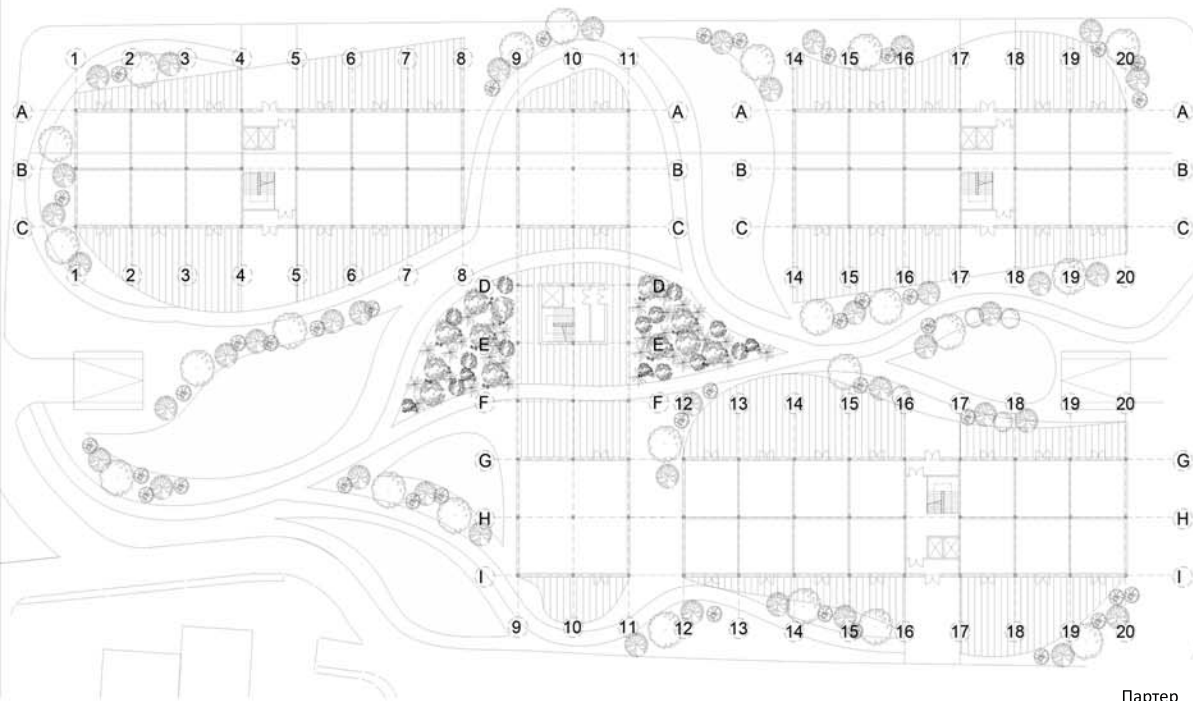 1 2 3 4 5 6 7 8 9 10 11 14 15 16 17 18 19 20
A A A A
B B B B
C C C C
1 2 3 4 5 6 7 8 14 15 16 17 18 19 20
D D
E E
F F 12 13 14 15 16 17 18 19 20
G G
H H
I I
9 10 11 12 13 14 15 16 17 18 19 20
Партер